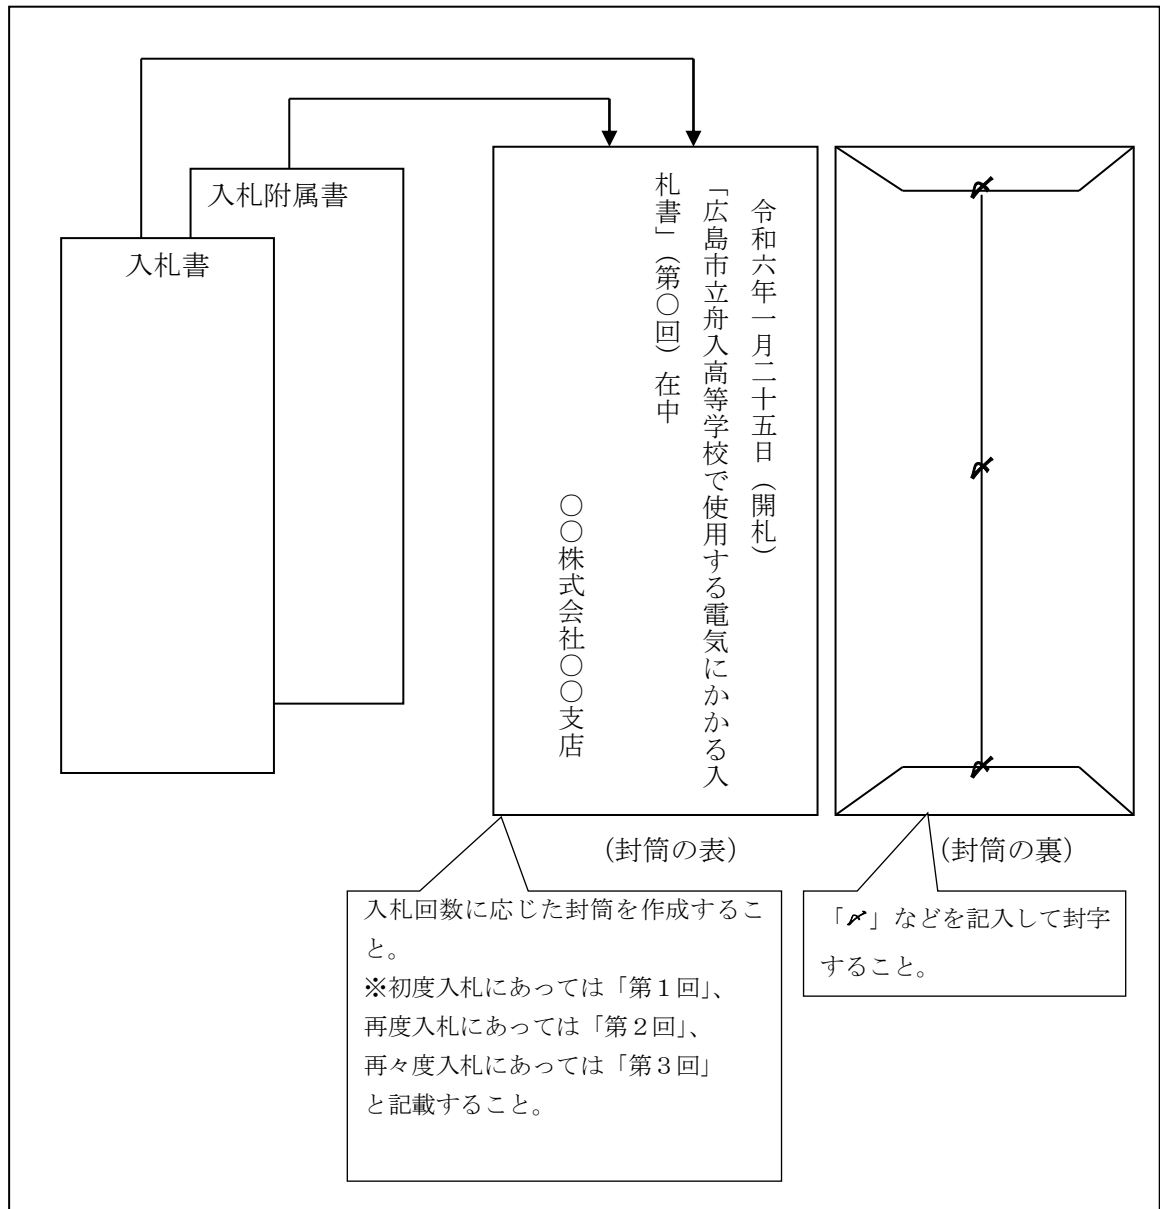 入札附属書
入札書
令和六年一月二十五日（開札）
「広島市立舟入高等学校で使用する電気にかかる入
札書」（第〇回）在中
〇〇株式会社〇〇支店
（封筒の表）
（封筒の裏）
入札回数に応じた封筒を作成するこ
と。
※初度入札にあっては「第１回」、
再度入札にあっては「第２回」、
再々度入札にあっては「第３回」
と記載すること。
「〆」などを記入して封字
すること。
〆
〆
〆